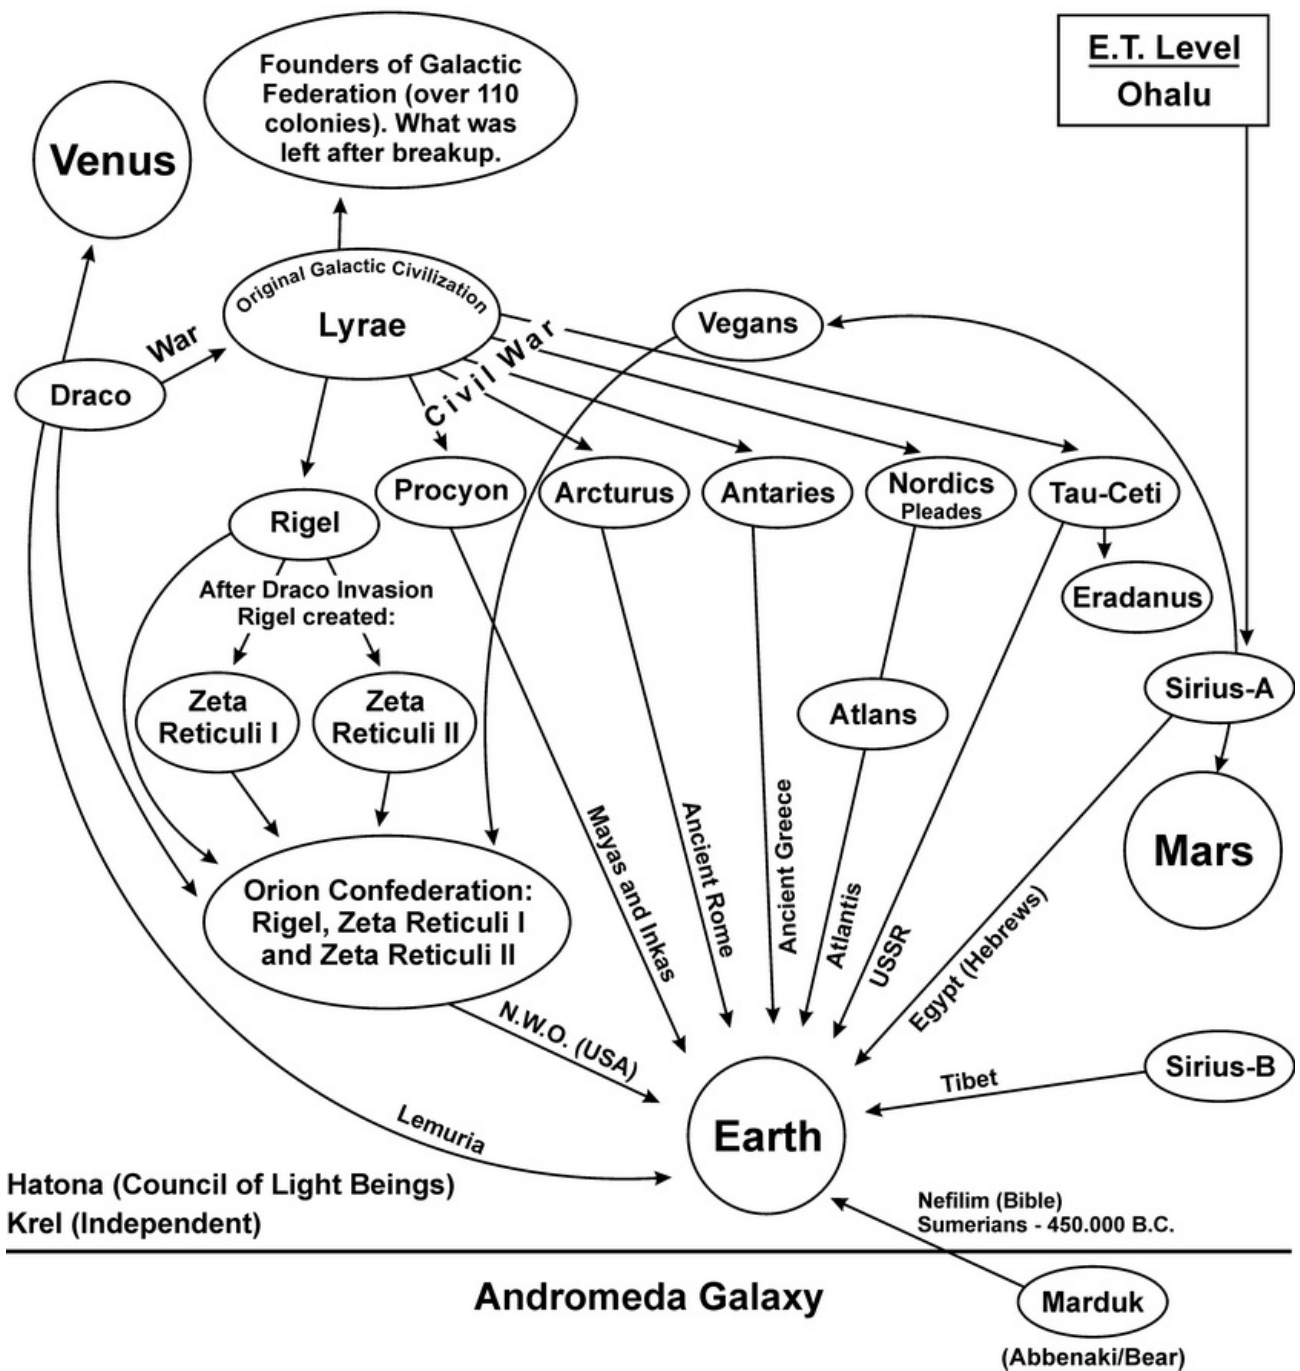 E.T. Level
Ohalu
Founders of Galactic
Federation (over 110
colonies). What was
left after breakup.
Venus
Original Galactic Civilization
Lyrae
War
Draco
Civil War
Vegans
Procyon
Arcturus
Antaries
Nordics
Pleades
Tau-Ceti
Rigel
Eradanus
After Draco Invasion
Rigel created:
Zeta
Reticuli I
Zeta
Reticuli II
Atlans
Sirius-A
Mars
Orion Confederation:
Rigel, Zeta Reticuli I
and Zeta Reticuli II
Mayas and Inkas
Ancient Rome
Ancient Greece
Atlantis
USSR
Egypt (Hebrews)
N.W.O. (USA)
Sirius-B
Tibet
Lemuria
Earth
Hatona (Council of Light Beings)
Krel (Independent)
Nefilim (Bible)
Sumerians - 450.000 B.C.
Andromeda Galaxy
Marduk
(Abbenaki/Bear)